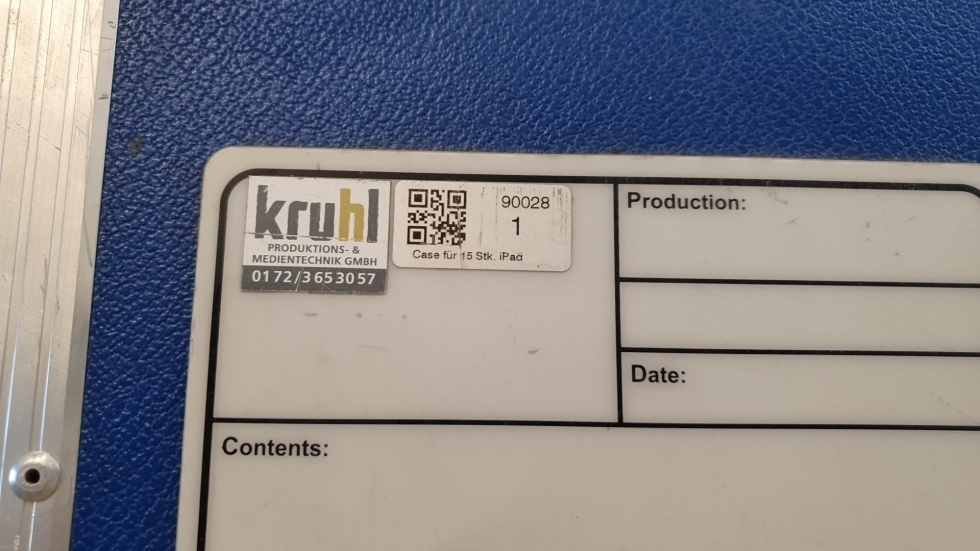 kruhl
PRODUKTIONS- &
MEDIENTECHNIK GMBH
0172/3653057
90028
1
Case für 15 Stk. iPad
Production:
Date:
Contents: